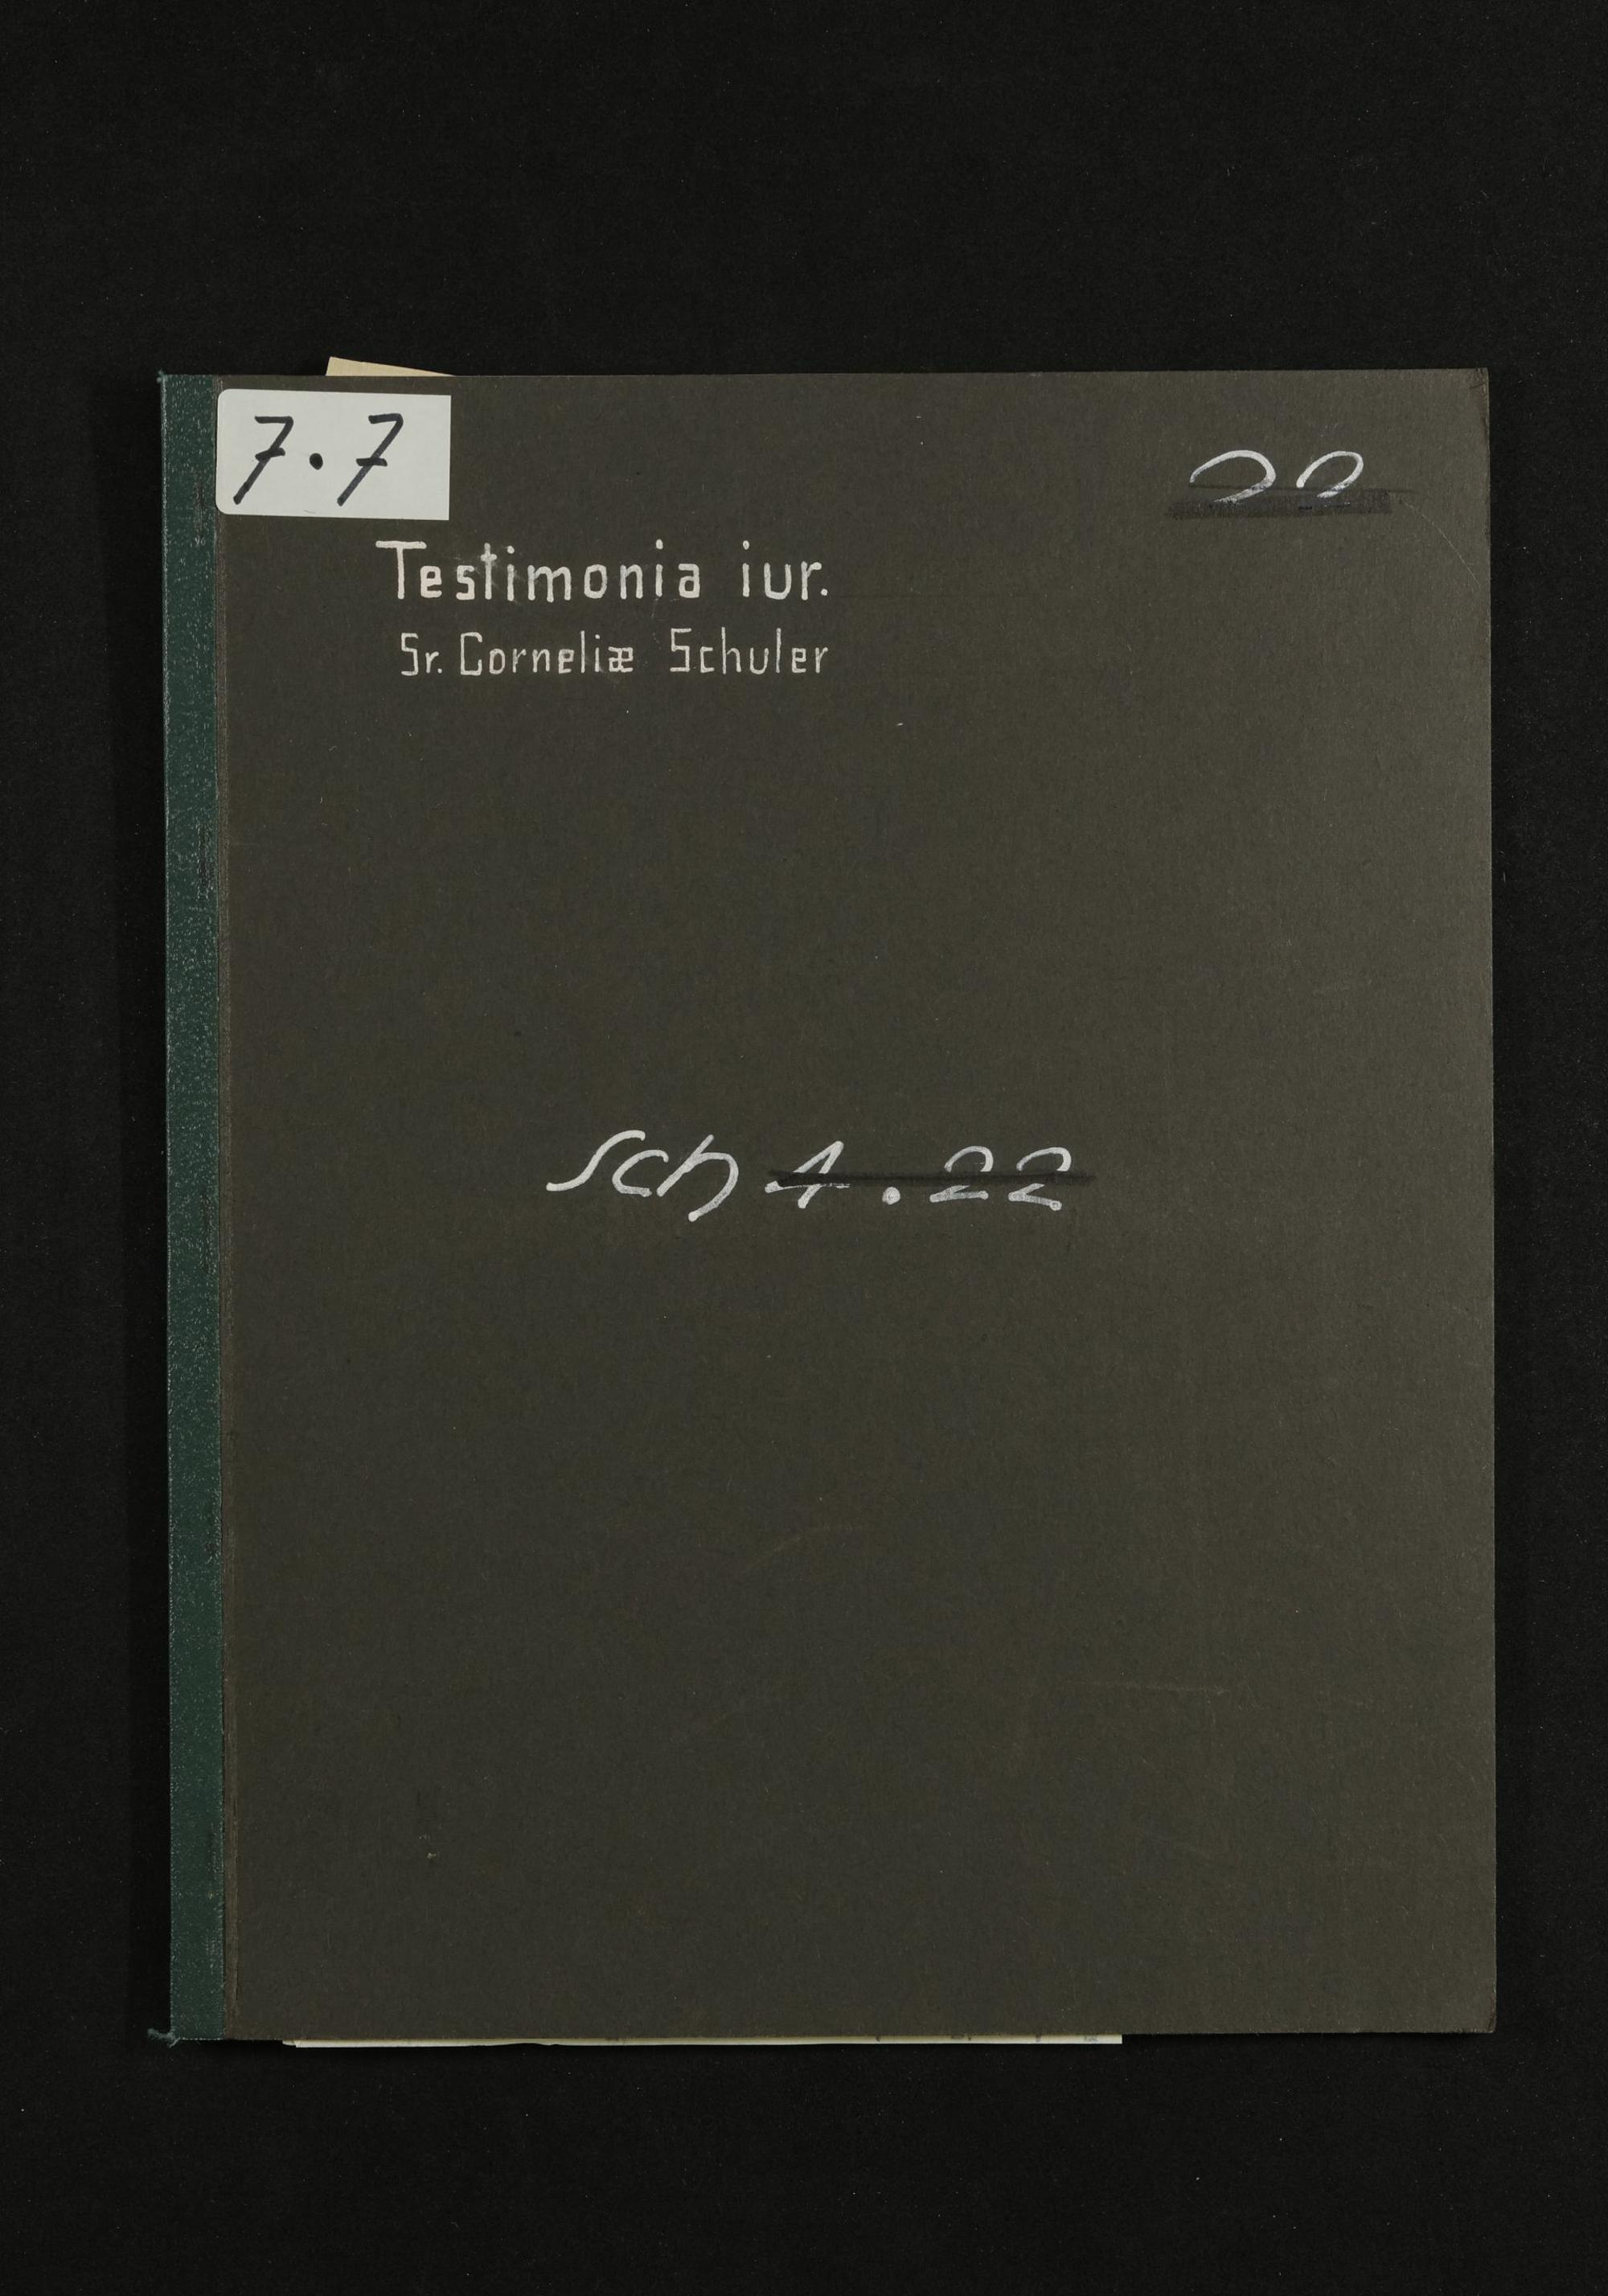 7.7
22
Testimonia iur.
Sr. Corneliæ Schuler
Sch 1.22